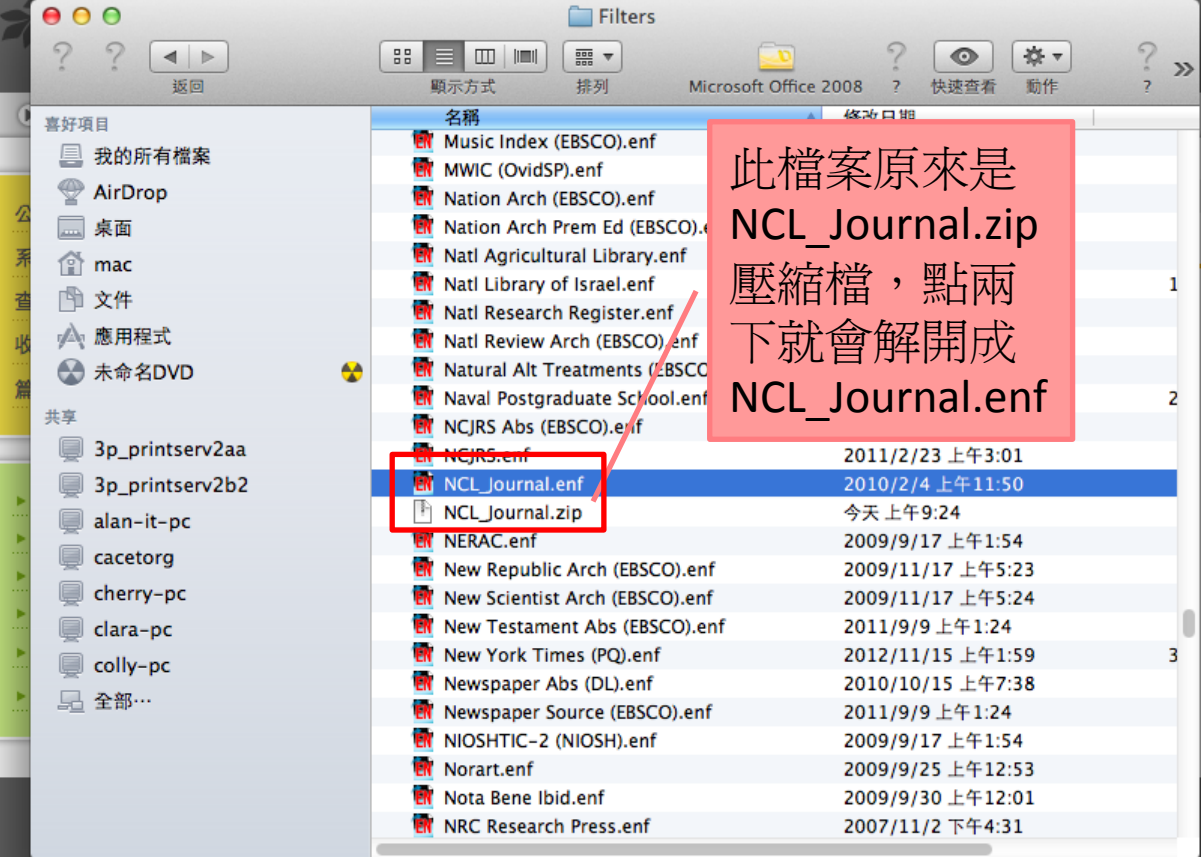 Filters
返回
顯示方式
排列
Microsoft Office 2008
?
快速查看
動作
?
喜好項目
我的所有檔案
AirDrop
桌面
mac
文件
應用程式
未命名DVD
共享
3p_printserv2aa
3p_printserv2b2
alan-it-pc
cacetorg
cherry-pc
clara-pc
colly-pc
全部…
名稱 修改日期
Music Index (EBSCO).enf
MWIC (OvidSP).enf
Nation Arch (EBSCO).enf
Nation Arch Prem Ed (EBSCO).e
Natl Agricultural Library.enf
Natl Library of Israel.enf 1
Natl Research Register.enf
Natl Review Arch (EBSCO).enf
Natural Alt Treatments (EBSCO
Naval Postgraduate School.enf 2
NCJRS Abs (EBSCO).enf
NCJRS.enf 2011/2/23 上午3:01
NCL_Journal.enf 2010/2/4 上午11:50
NCL_Journal.zip 今天 上午9:24
NERAC.enf 2009/9/17 上午1:54
New Republic Arch (EBSCO).enf 2009/11/17 上午5:23
New Scientist Arch (EBSCO).enf 2009/11/17 上午5:24
New Testament Abs (EBSCO).enf 2011/9/9 上午1:24
New York Times (PQ).enf 2012/11/15 上午1:59 3
Newspaper Abs (DL).enf 2010/10/15 上午7:38
Newspaper Source (EBSCO).enf 2011/9/9 上午1:24
NIOSHTIC-2 (NIOSH).enf 2009/9/17 上午1:54
Norart.enf 2009/9/25 上午12:53
Nota Bene Ibid.enf 2009/9/30 上午12:01
NRC Research Press.enf 2007/11/2 下午4:31
此檔案原來是
NCL_Journal.zip
壓縮檔，點兩
下就會解開成
NCL_Journal.enf